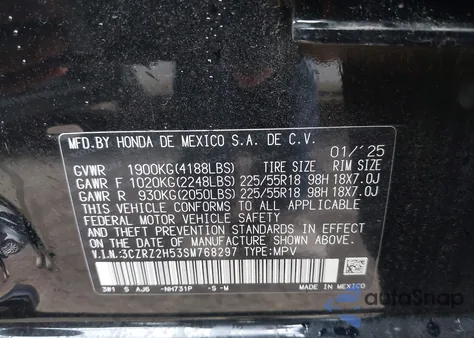 MFD.BY HONDA DE MEXICO S.A. DE C.V. 01/'25
GVWR 1900KG(4188LBS) TIRE SIZE RIM SIZE
GAWR F 1020KG(2248LBS) 225/55R18 98H 18X7.0J
GAWR R 930KG(2050LBS) 225/55R18 98H 18X7.0J
THIS VEHICLE CONFORMS TO ALL APPLICABLE
FEDERAL MOTOR VEHICLE SAFETY
AND THEFT PREVENTION STANDARDS IN EFFECT
ON THE DATE OF MANUFACTURE SHOWN ABOVE.
V.I.N.:3CZRZ2H53SM768297 TYPE:MPV
3W1 S AJ6 -NH731P -S-M MADE IN MEXICO
autoSnap